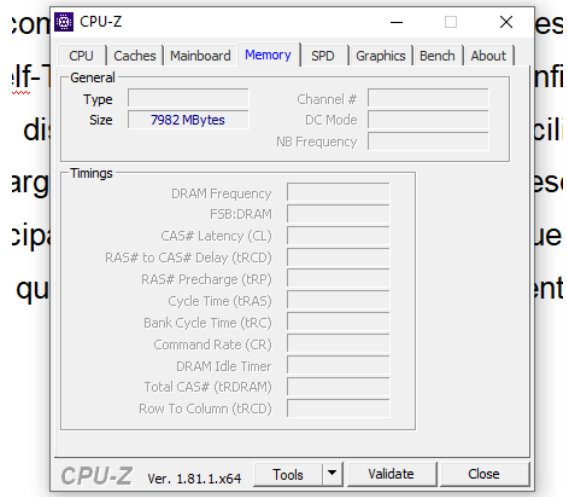 CPU-Z
CPU Caches Mainboard Memory SPD Graphics Bench About
General
Type Channel #
Size 7982 MBytes DC Mode
NB Frequency
Timings
DRAM Frequency
FSB:DRAM
CAS# Latency (CL)
RAS# to CAS# Delay (tRCD)
RAS# Precharge (tRP)
Cycle Time (tRAS)
Bank Cycle Time (tRC)
Command Rate (CR)
DRAM Idle Timer
Total CAS# (tRDRAM)
Row To Column (tRCD)
CPU-Z Ver. 1.81.1.x64 Tools Validate Close